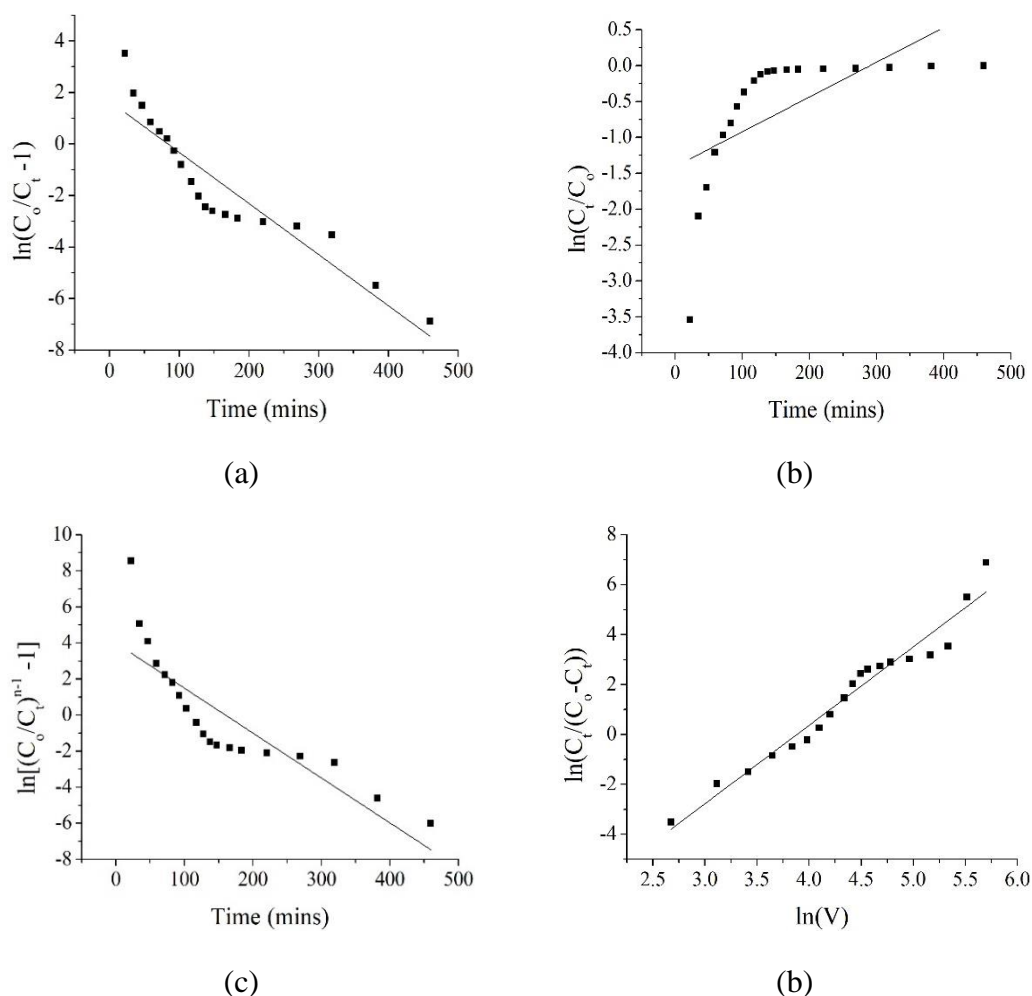 ln(Cₒ/Cₜ -1)
4
2
0
-2
-4
-6
-8
0 100 200 300 400 500
Time (mins)
(a)
ln(Cₜ/Cₒ)
0.5
0.0
-0.5
-1.0
-1.5
-2.0
-2.5
-3.0
-3.5
-4.0
0 100 200 300 400 500
Time (mins)
(b)
ln[(Cₒ/Cₜ)ⁿ⁻¹ -1]
10
8
6
4
2
0
-2
-4
-6
-8
0 100 200 300 400 500
Time (mins)
(c)
ln(Cₜ/(Cₒ-Cₜ))
8
6
4
2
0
-2
-4
2.5 3.0 3.5 4.0 4.5 5.0 5.5 6.0
ln(V)
(b)